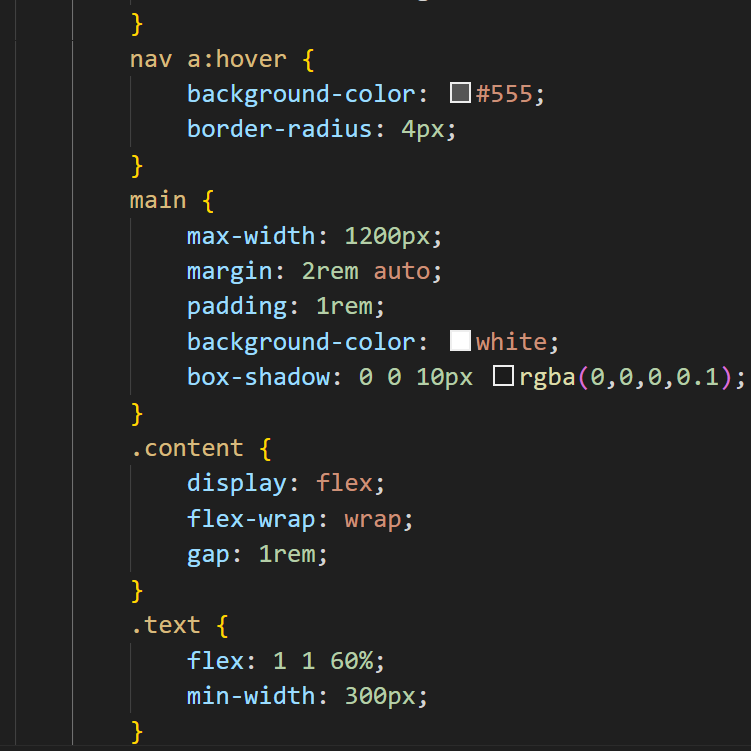 }
nav a:hover {
background-color: #555;
border-radius: 4px;
}
main {
max-width: 1200px;
margin: 2rem auto;
padding: 1rem;
background-color: white;
box-shadow: 0 0 10px rgba(0,0,0,0.1);
}
.content {
display: flex;
flex-wrap: wrap;
gap: 1rem;
}
.text {
flex: 1 1 60%;
min-width: 300px;
}